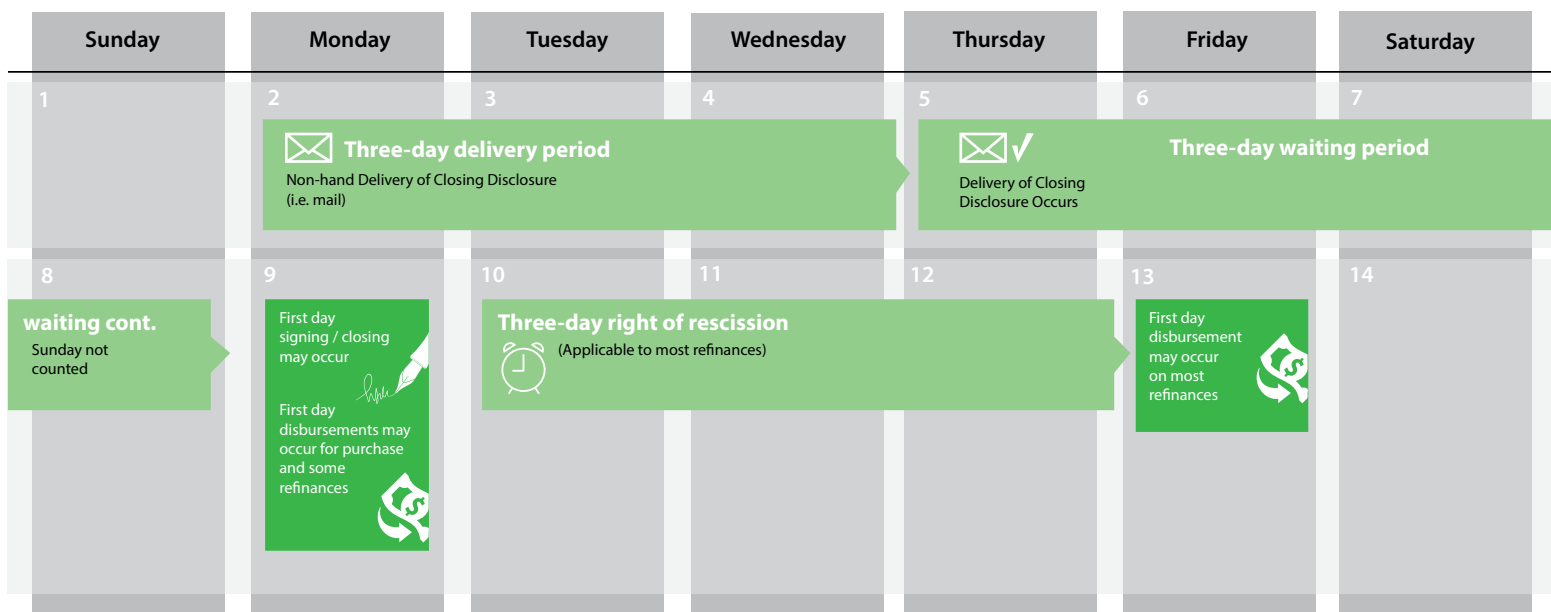 Sunday
Monday
Tuesday
Wednesday
Thursday
Friday
Saturday
1
2
3
4
5
6
7
Three-day delivery period
Non-hand Delivery of Closing Disclosure
(i.e. mail)
Three-day waiting period
Delivery of Closing
Disclosure Occurs
8
9
10
11
12
13
14
waiting cont.
Sunday not
counted
First day
signing / closing
may occur
First day
disbursements may
occur for purchase
and some
refinances
Three-day right of rescission
(Applicable to most refinances)
First day
disbursement
may occur
on most
refinances